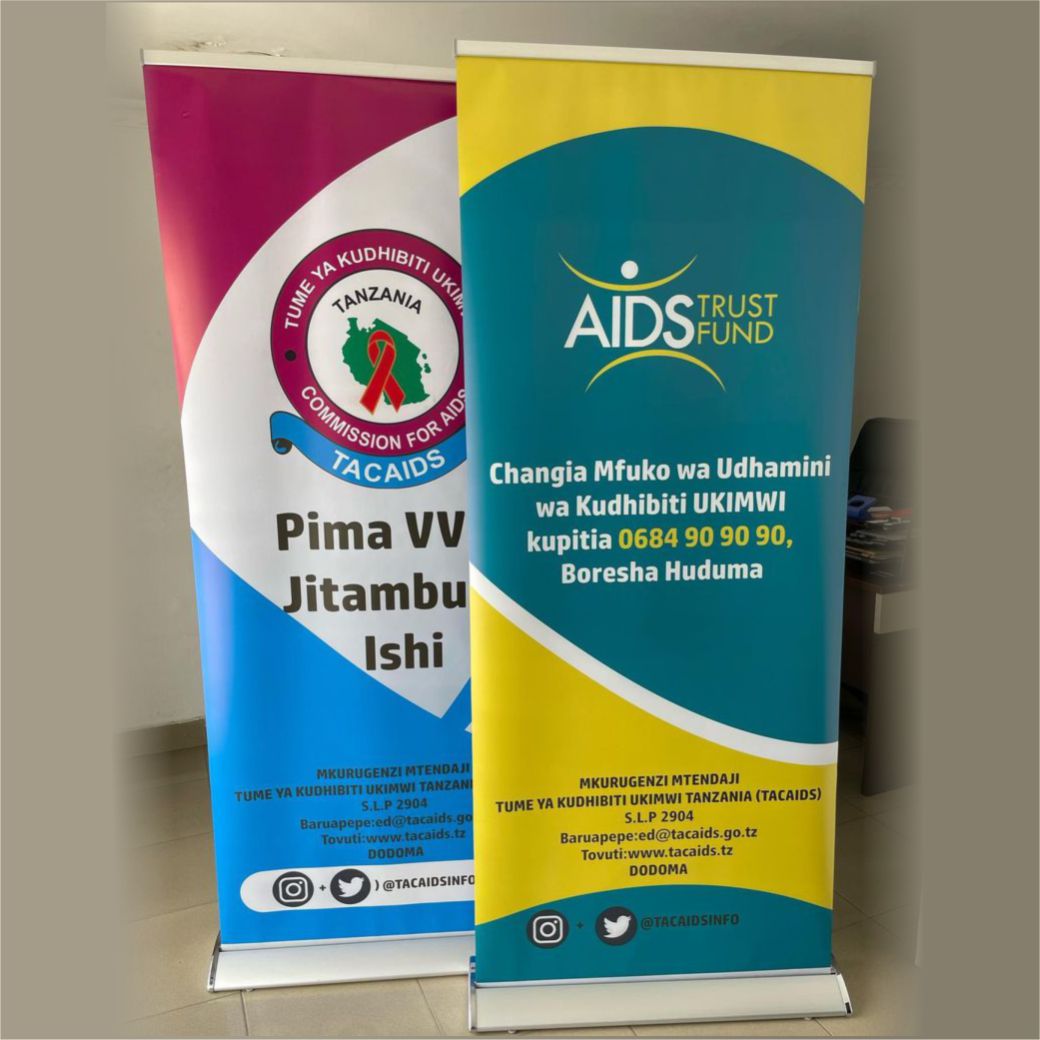 TUME YA KUDHIBITI UKIM
TANZANIA
COMMISSION FOR AIDS
TACAIDS
Pima VV
Jitambu
Ishi
MKURUGENZI MTENDAJI
TUME YA KUDHIBITI UKIMWI TANZAN
S.L.P 2904
Baruapepe:ed@tacaids.go
Tovuti:www.tacaids.tz
DODOMA
+ ) @TACAIDSINFO
AIDS TRUST
FUND
Changia Mfuko wa Udhamini
wa Kudhibiti UKIMWI
kupitia 0684 90 90 90,
Boresha Huduma
MKURUGENZI MTENDAJI
TUME YA KUDHIBITI UKIMWI TANZANIA (TACAIDS)
S.L.P 2904
Baruapepe:ed@tacaids.go.tz
Tovuti:www.tacaids.tz
DODOMA
+ @TACAIDSINFO